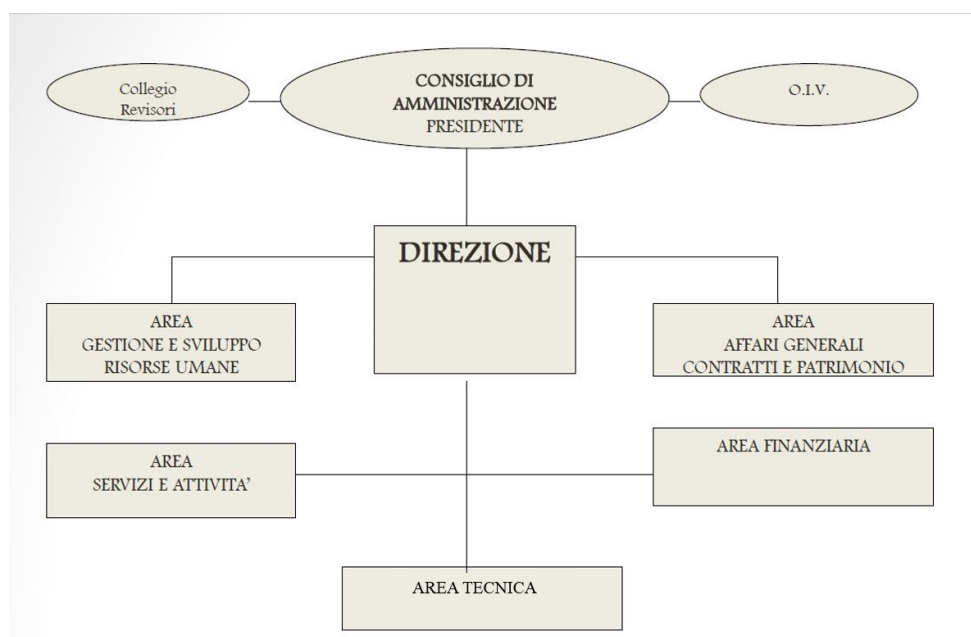 Collegio
Revisori
CONSIGLIO DI
AMMINISTRAZIONE
PRESIDENTE
O.I.V.
DIREZIONE
AREA
GESTIONE E SVILUPPO
RISORSE UMANE
AREA
AFFARI GENERALI
CONTRATTI E PATRIMONIO
AREA
SERVIZI E ATTIVITA’
AREA FINANZIARIA
AREA TECNICA